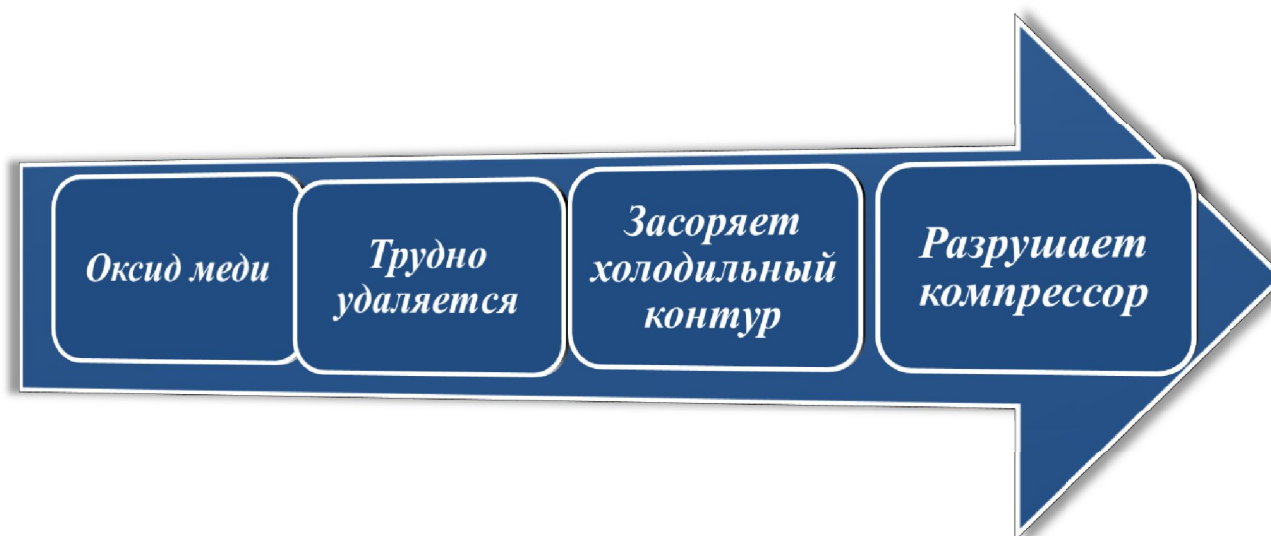 Оксид меди
Трудно
удаляется
Засоряет
холодильный
контур
Разрушает
компрессор